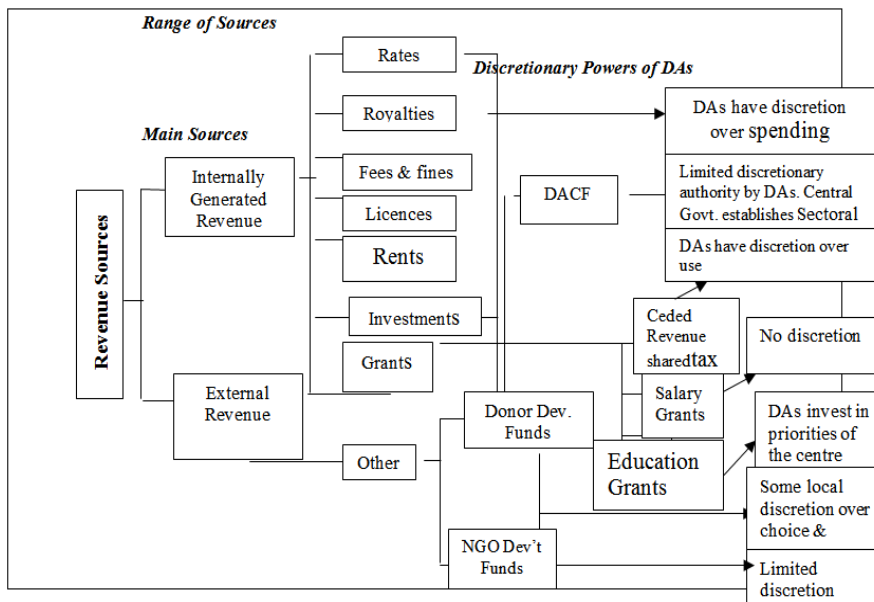 Range of Sources
Rates
Discretionary Powers of DAs
Royalties
DAs have discretion
over spending
Main Sources
Internally
Generated
Revenue
Fees & fines
Licences
Rents
DACF
Limited discretionary
authority by DAs. Central
Govt. establishes Sectoral
DAs have discretion over
use
Revenue Sources
Investments
Grants
Ceded
Revenue
sharedtax
No discretion
External
Revenue
Salary
Grants
Donor Dev.
Funds
DAs invest in
priorities of
the centre
Other
Education
Grants
Some local
discretion over
choice &
NGO Dev't
Funds
Limited
discretion